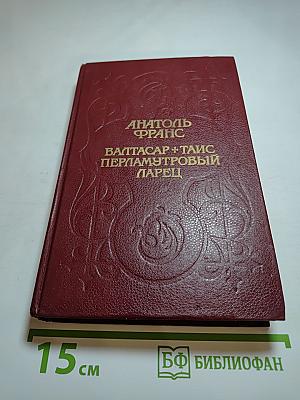 АНАТОЛЬ
ФРАНС
ВАЛТАСАР + ТАИС
ПЕРЛАМУТРОВЫЙ
ЛАРЕЦ
15 см
БФ БИБЛИОФАН